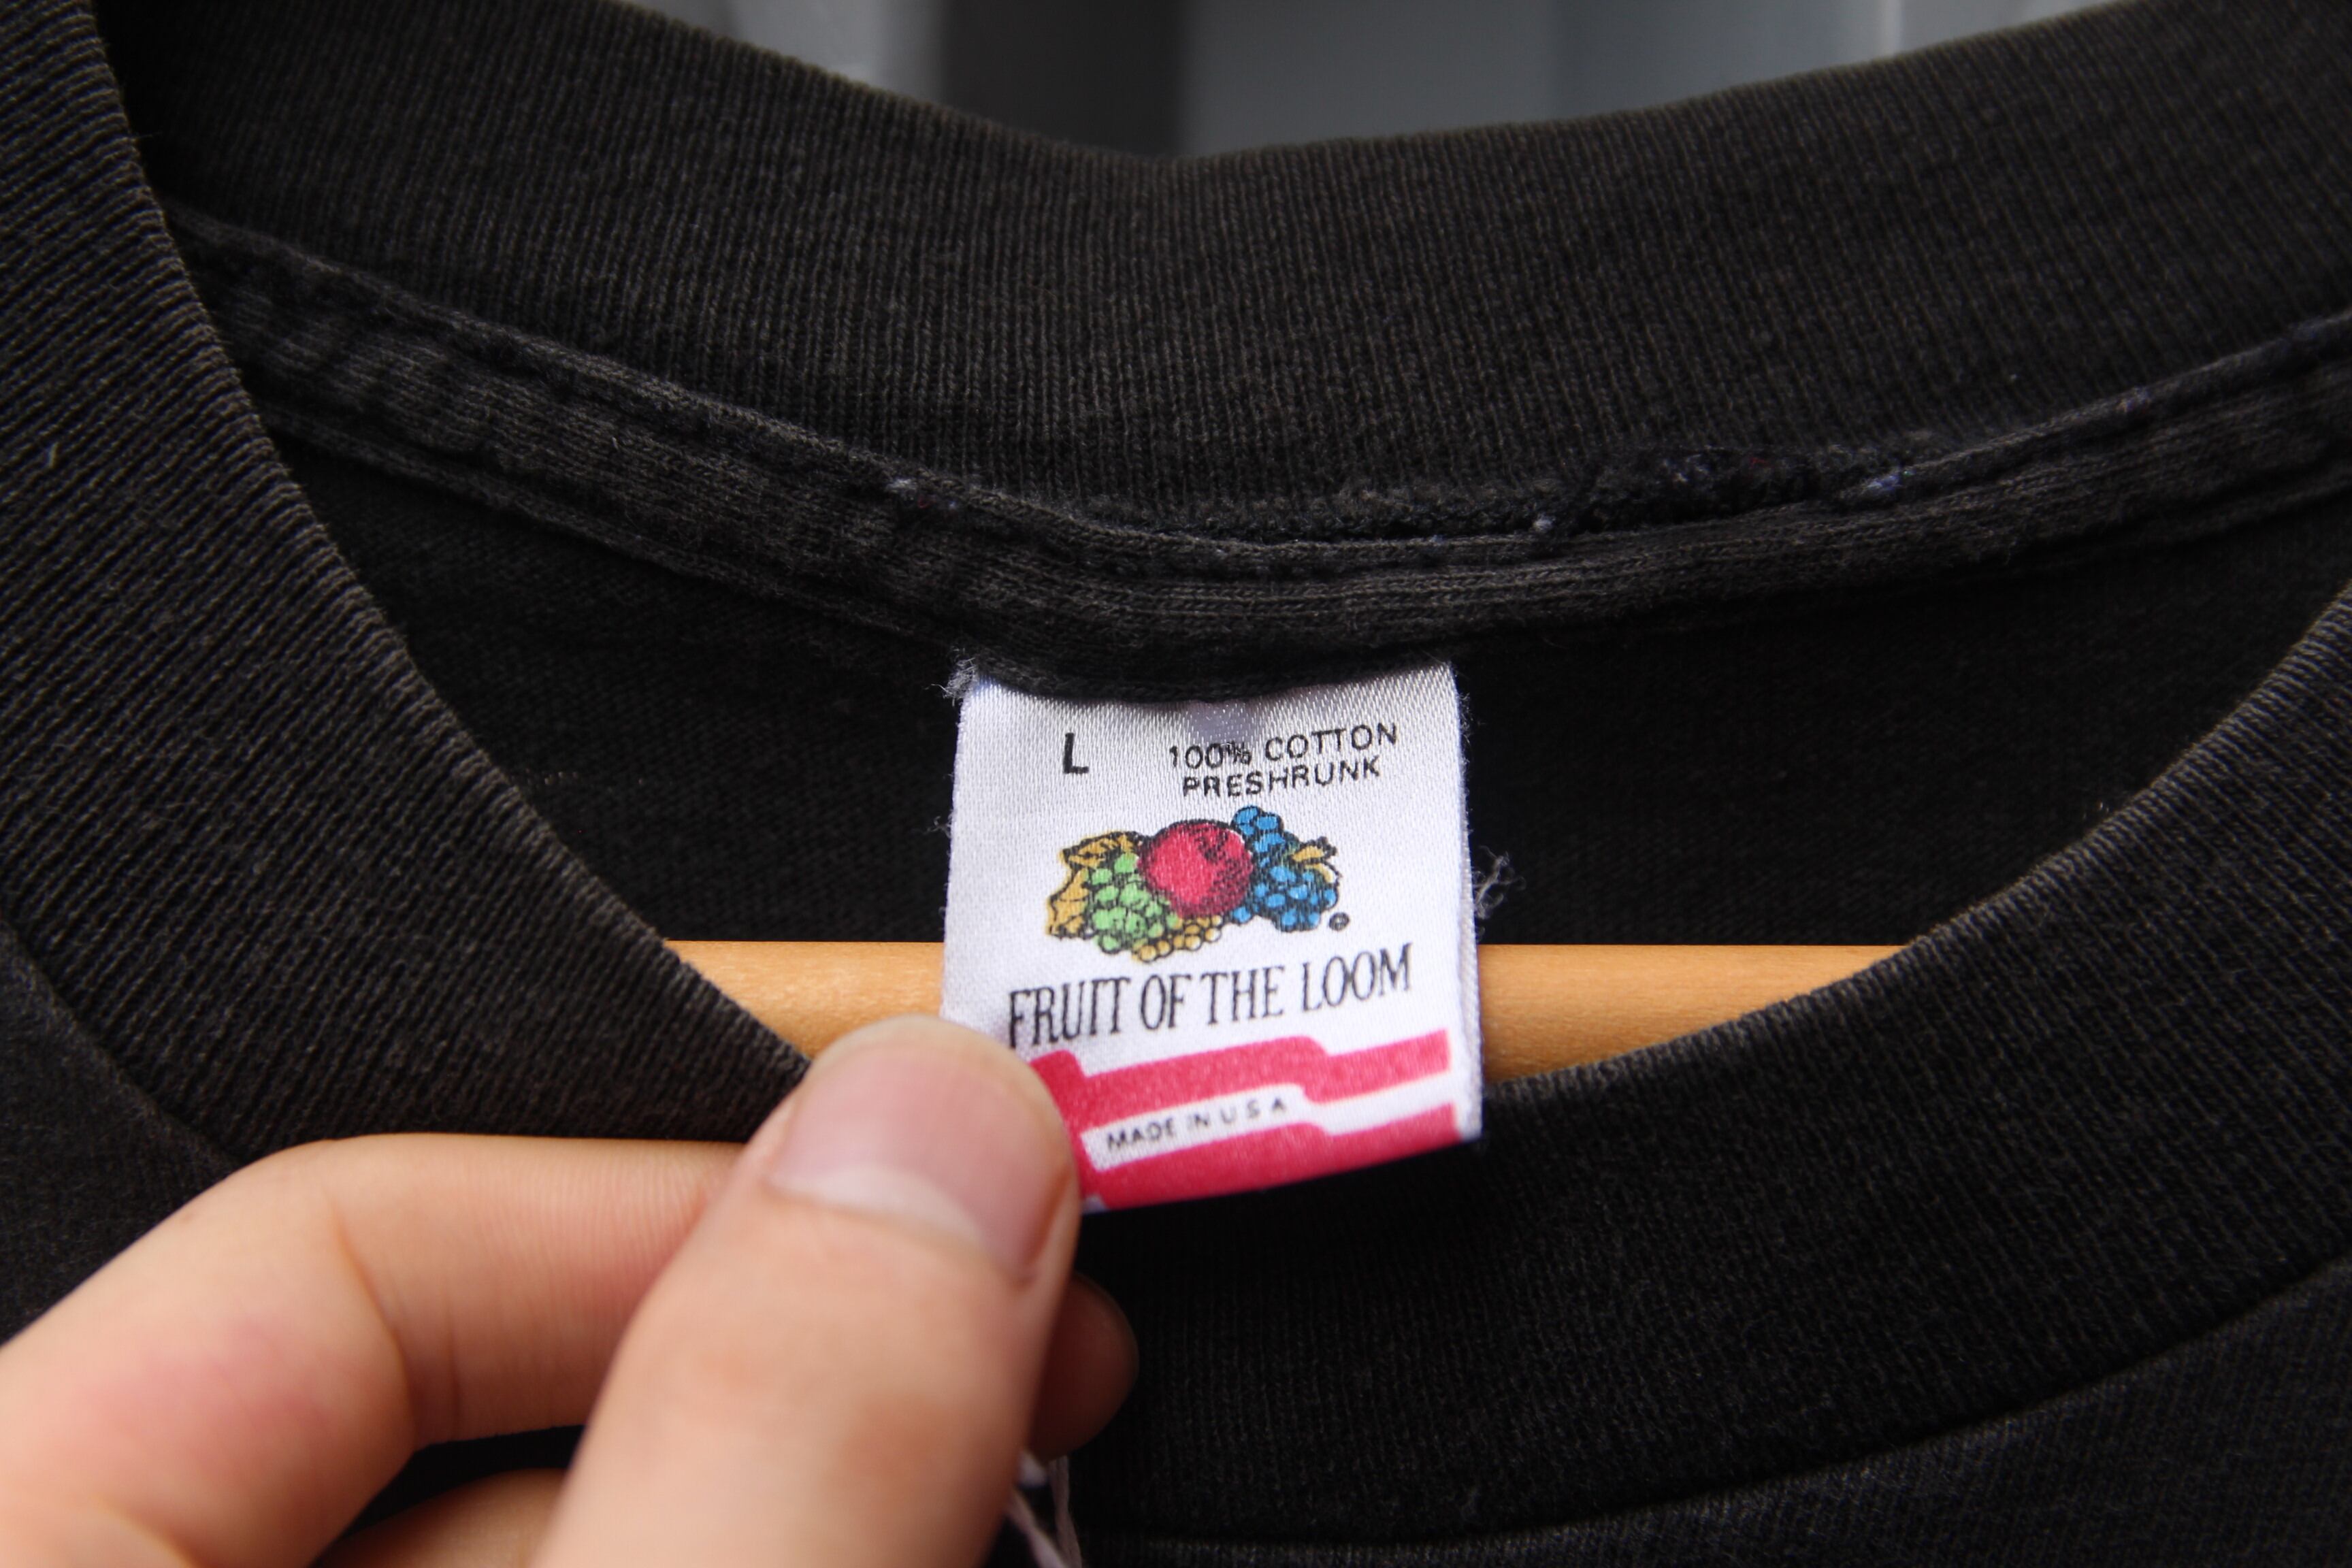 L
100% COTTON
PRESHRUNK
FRUIT OF THE LOOM
MADE IN U S A